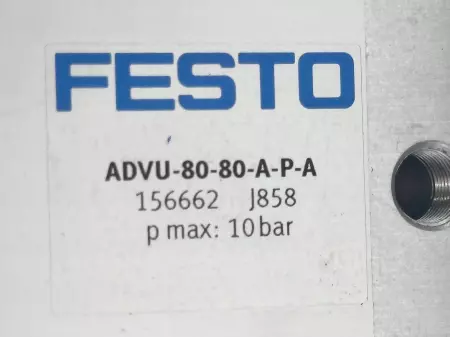 FESTO
ADVU-80-80-A-P-A
156662 J858
p max: 10 bar